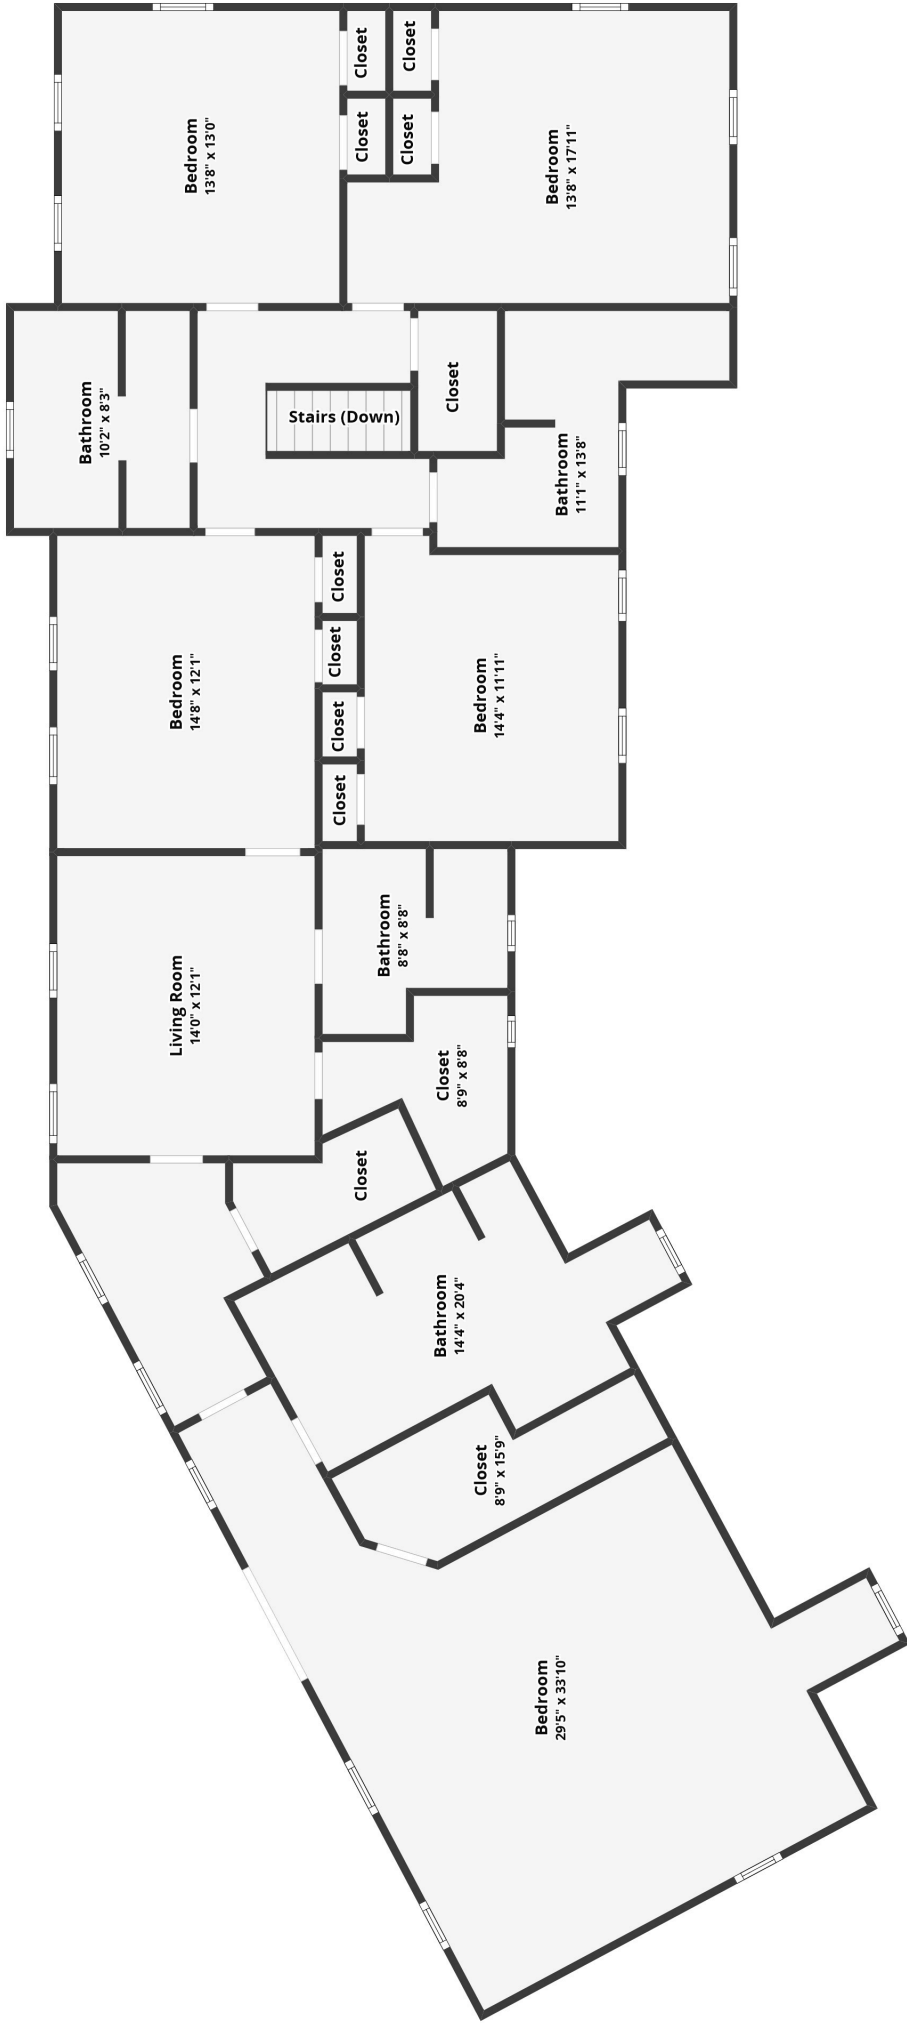 Closet
Closet
Closet
Closet
Bedroom
13'8" x 13'0"
Bedroom
13'8" x 17'11"
Bathroom
10'2" x 8'3"
Stairs (Down)
Closet
Bathroom
11'1" x 13'8"
Closet
Closet
Closet
Closet
Bedroom
14'8" x 12'1"
Bedroom
14'4" x 11'11"
Living Room
14'0" x 12'1"
Bathroom
8'8" x 8'8"
Closet
8'9" x 8'8"
Closet
Bathroom
14'4" x 20'4"
Closet
8'9" x 15'9"
Bedroom
29'5" x 33'10"